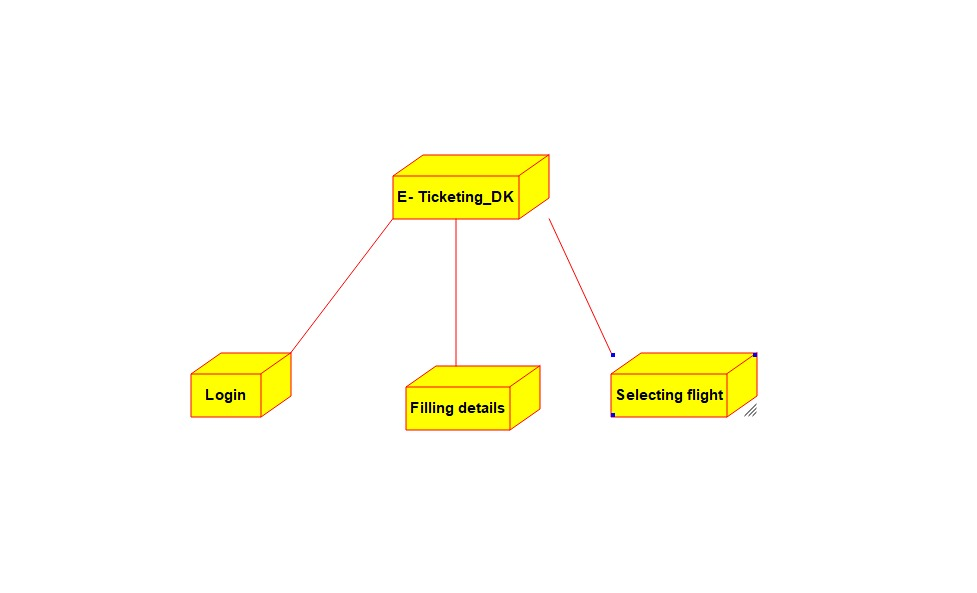 E- Ticketing_DK
Login
Filling details
Selecting flight